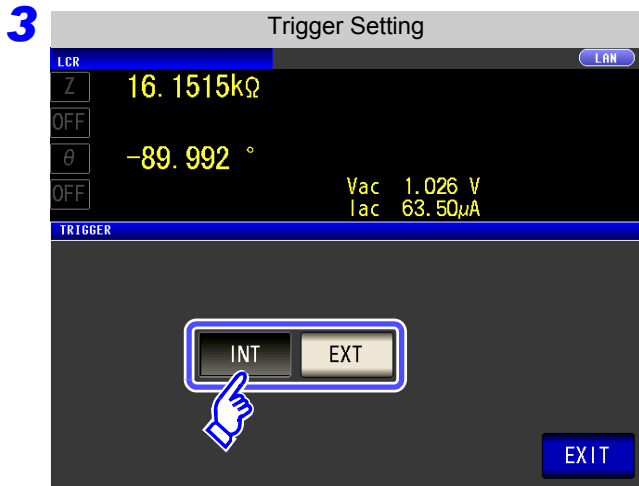 3
Trigger Setting
LCR
LAN
Z 16.1515kΩ
OFF
θ -89.992 °
OFF
Vac 1.026 V
Iac 63.50μA
TRIGGER
INT EXT
EXIT